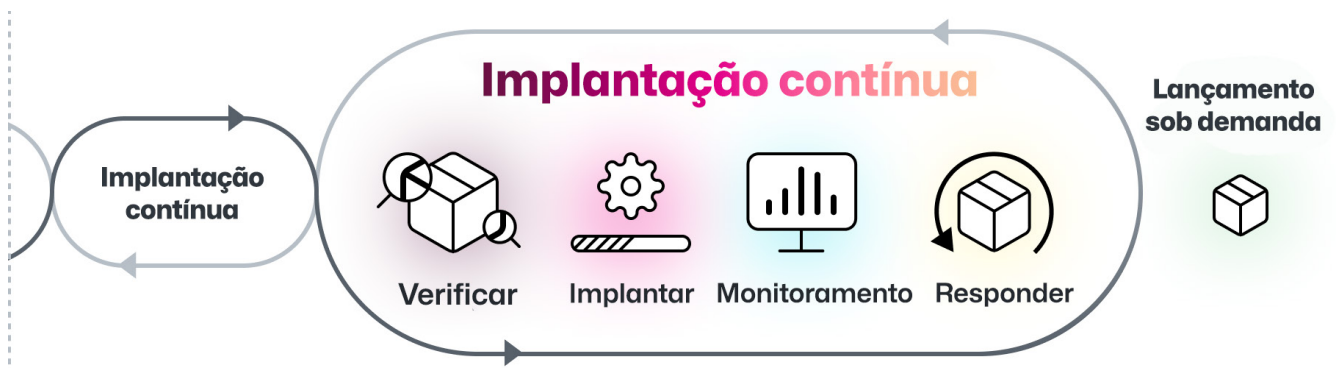 Implantação contínua
Lançamento
sob demanda
Implantação
contínua
Verificar
Implantar
Monitoramento
Responder